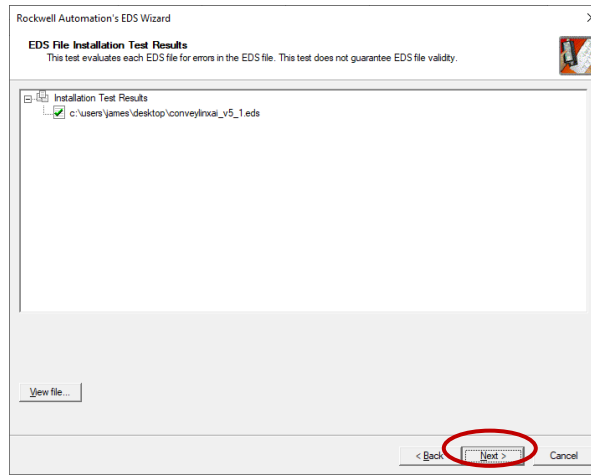 Rockwell Automation's EDS Wizard
EDS File Installation Test Results
This test evaluates each EDS file for errors in the EDS file. This test does not guarantee EDS file validity.
Installation Test Results
c:\users\james\desktop\conveylinxai_v5_1.eds
View file...
< Back
Next >
Cancel